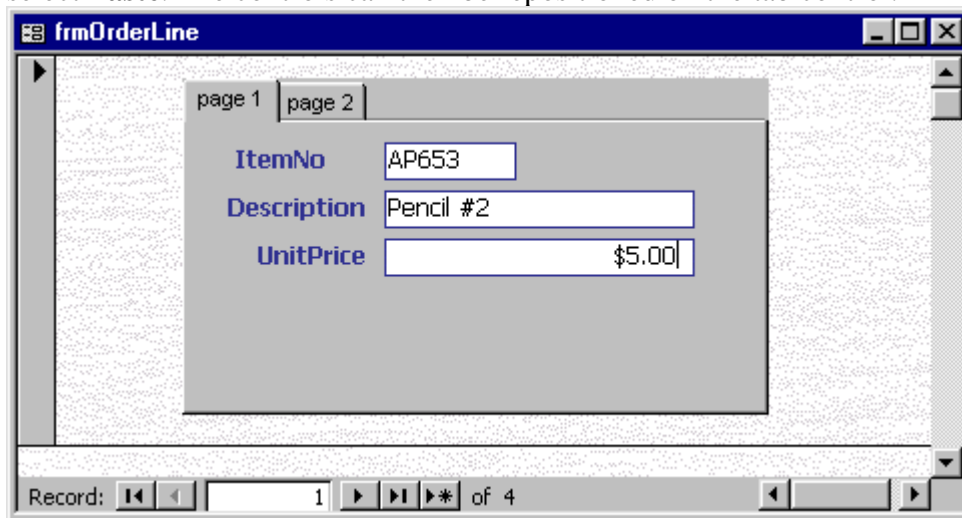 frmOrderLine
page 1 page 2
ItemNo AP653
Description Pencil #2
UnitPrice $5.00
Record: 1 of 4